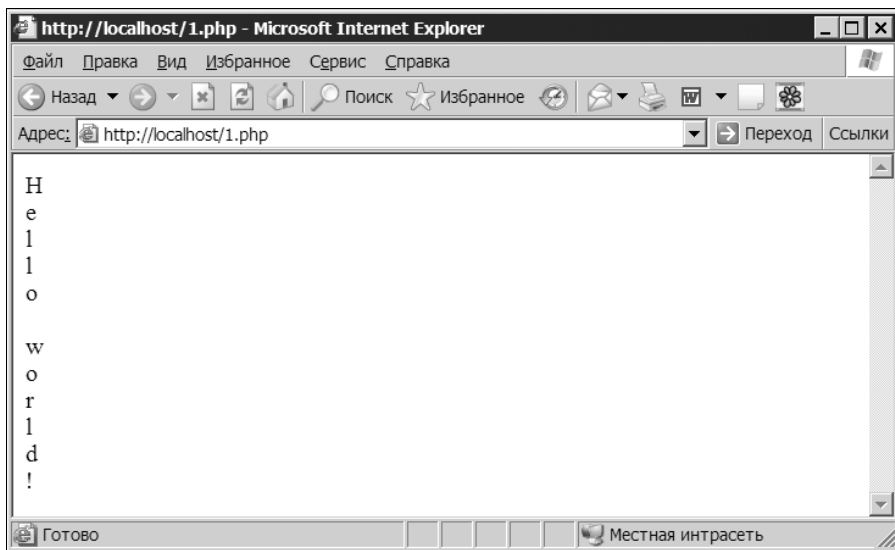 http://localhost/1.php - Microsoft Internet Explorer
Файл Правка Вид Избранное Сервис Справка
Назад Поиск Избранное
Адрес: http://localhost/1.php Переход Ссылки
H
e
l
l
o
w
o
r
l
d
!
Готово Местная интрасеть